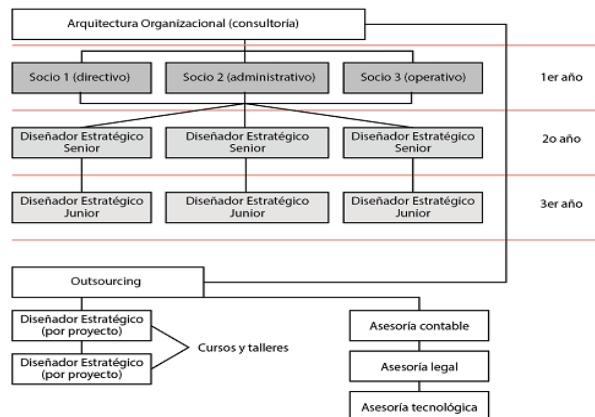 Arquitectura Organizacional (consultoría)
Socio 1 (directivo)
Socio 2 (administrativo)
Socio 3 (operativo)
1er año
Diseñador Estratégico
Senior
Diseñador Estratégico
Senior
Diseñador Estratégico
Senior
2o año
Diseñador Estratégico
Junior
Diseñador Estratégico
Junior
Diseñador Estratégico
Junior
3er año
Outsourcing
Diseñador Estratégico
(por proyecto)
Diseñador Estratégico
(por proyecto)
Cursos y talleres
Asesoría contable
Asesoría legal
Asesoría tecnológica